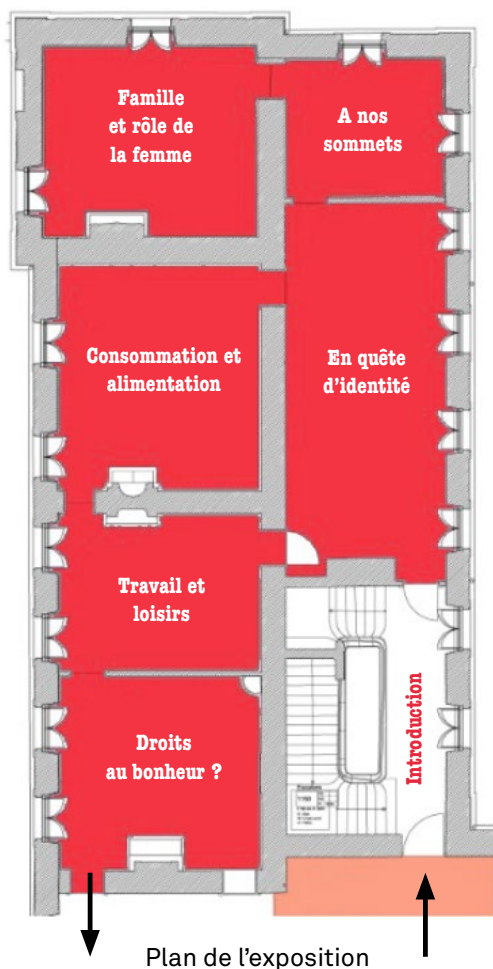 Famille
et rôle de
la femme
A nos
sommets
Consommation et
alimentation
En quête
d'identité
Travail et
loisirs
Introduction
Droits
au bonheur ?
Plan de l'exposition